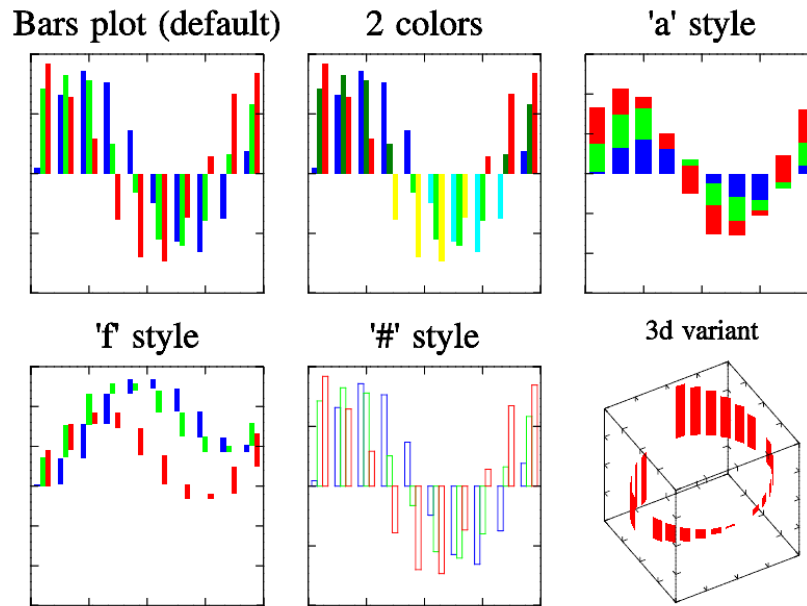 Bars plot (default)
2 colors
'a' style
'f' style
'#' style
3d variant